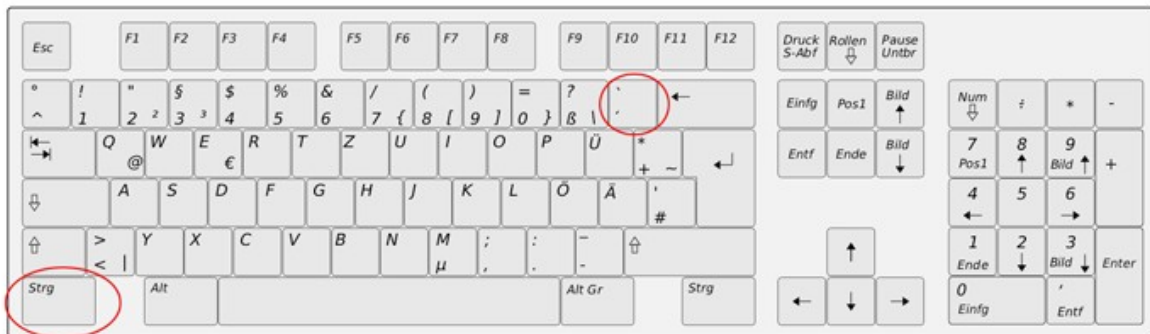 Esc F1 F2 F3 F4 F5 F6 F7 F8 F9 F10 F11 F12 Druck S-Abf Rollen ⇩ Pause Untbr
° ^ ! 1 " 2 ² § 3 ³ $ 4 % 5 & 6 / 7 { ( 8 [ ) 9 ] = 0 } ? ß \ ` ´ ← Einfg Pos1 Bild ↑ Num ⇩ ÷ * -
Q @ W E € R T Z U I O P Ü * + ~ ↵ Entf Ende Bild ↓ 7 Pos1 8 ↑ 9 Bild ↑ +
⇩ A S D F G H J K L Ö Ä ' # 4 ← 5 6 →
⇧ > < | Y X C V B N M µ ; , : . _ - ⇧ ↑ 1 Ende 2 ↓ 3 Bild ↓ Enter
Strg Alt Alt Gr Strg ← ↓ → 0 Einfg , Entf